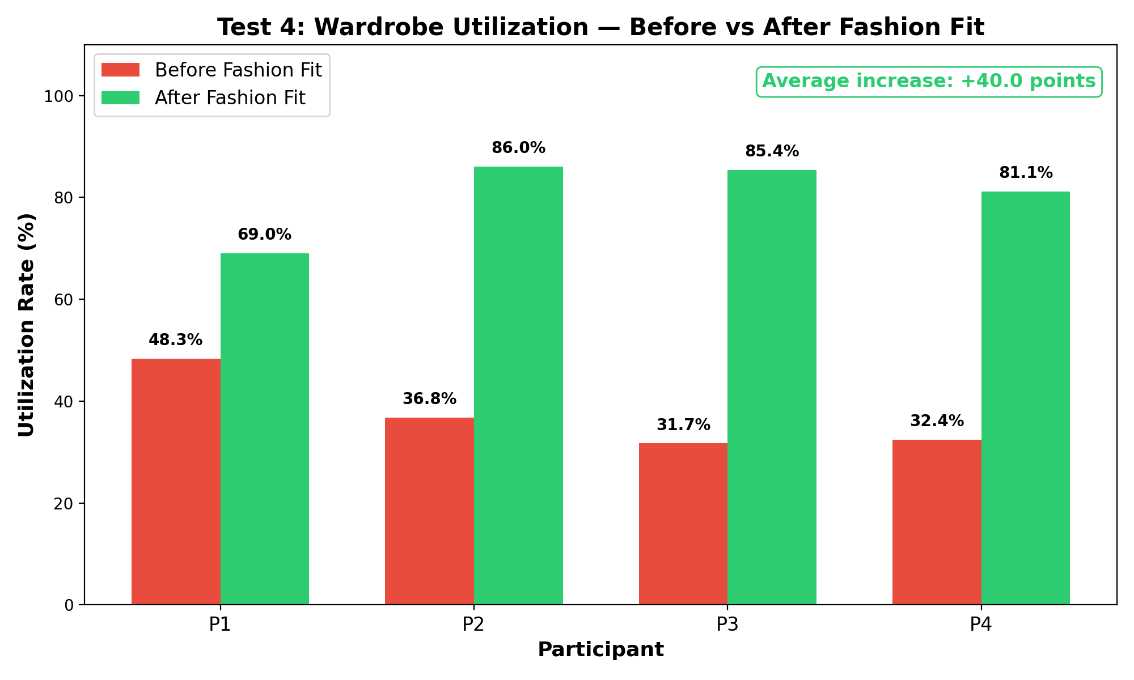 Test 4: Wardrobe Utilization — Before vs After Fashion Fit
Before Fashion Fit
After Fashion Fit
Average increase: +40.0 points
Utilization Rate (%)
100
80
60
40
20
0
48.3%
69.0%
36.8%
86.0%
31.7%
85.4%
32.4%
81.1%
P1
P2
P3
P4
Participant